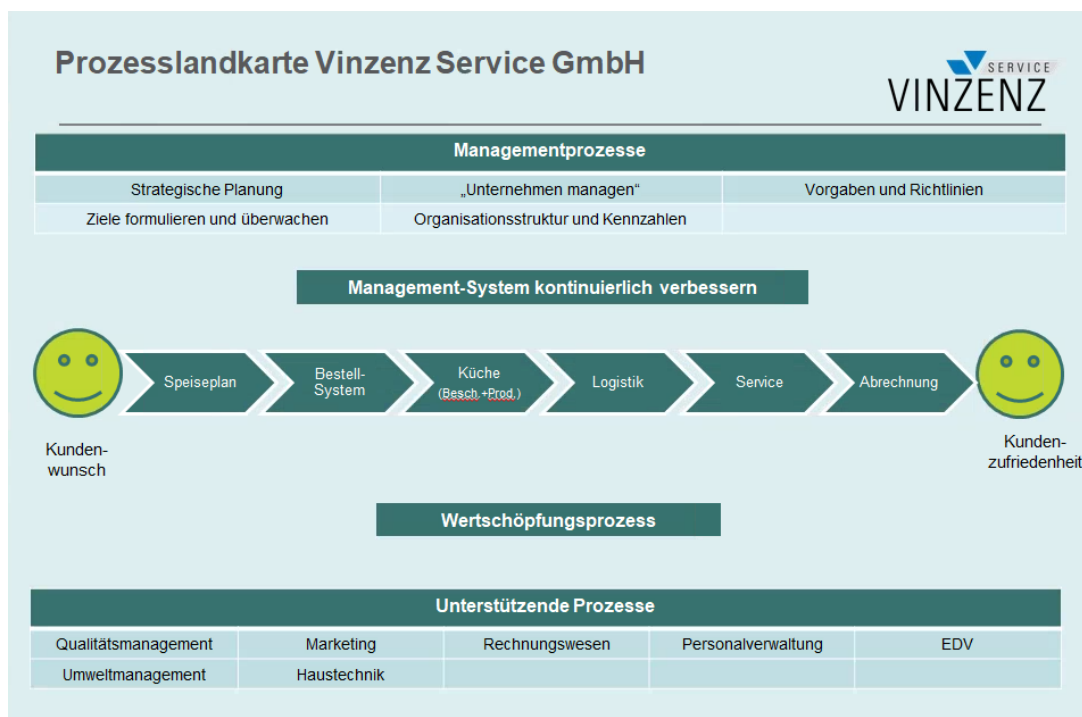 Prozesslandkarte Vinzenz Service GmbH
SERVICE
VINZENZ
Managementprozesse
Strategische Planung
„Unternehmen managen“
Vorgaben und Richtlinien
Ziele formulieren und überwachen
Organisationsstruktur und Kennzahlen
Management-System kontinuierlich verbessern
Speiseplan
Bestell-
System
Küche
(Besch.+Prod.)
Logistik
Service
Abrechnung
Kunden-
wunsch
Kunden-
zufriedenheit
Wertschöpfungsprozess
Unterstützende Prozesse
Qualitätsmanagement
Marketing
Rechnungswesen
Personalverwaltung
EDV
Umweltmanagement
Haustechnik